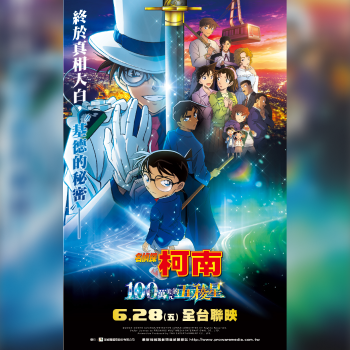 終於真相大白
基德的秘密
名偵探
柯南
100萬美元的五稜星
6.28(五)全台聯映